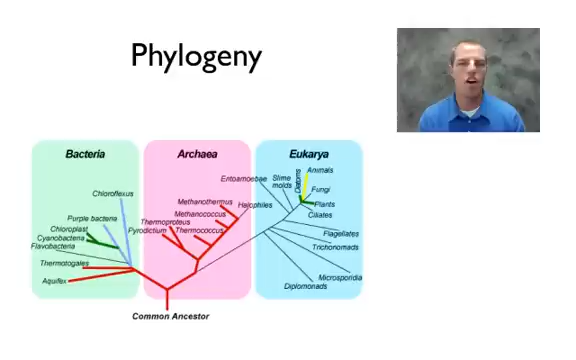 Phylogeny
Bacteria
Archaea
Eukarya
Chloroflexus
Purple bacteria
Chloroplast
Cyanobacteria
Flavobacteria
Thermotogales
Aquifex
Methanothermus
Methanococcus
Thermoproteus
Pyrodictium
Thermococcus
Halophiles
Entamoebae
Slime
molds
Diatoms
Animals
Fungi
Plants
Ciliates
Flagellates
Trichonomads
Microsporidia
Diplomonads
Common Ancestor